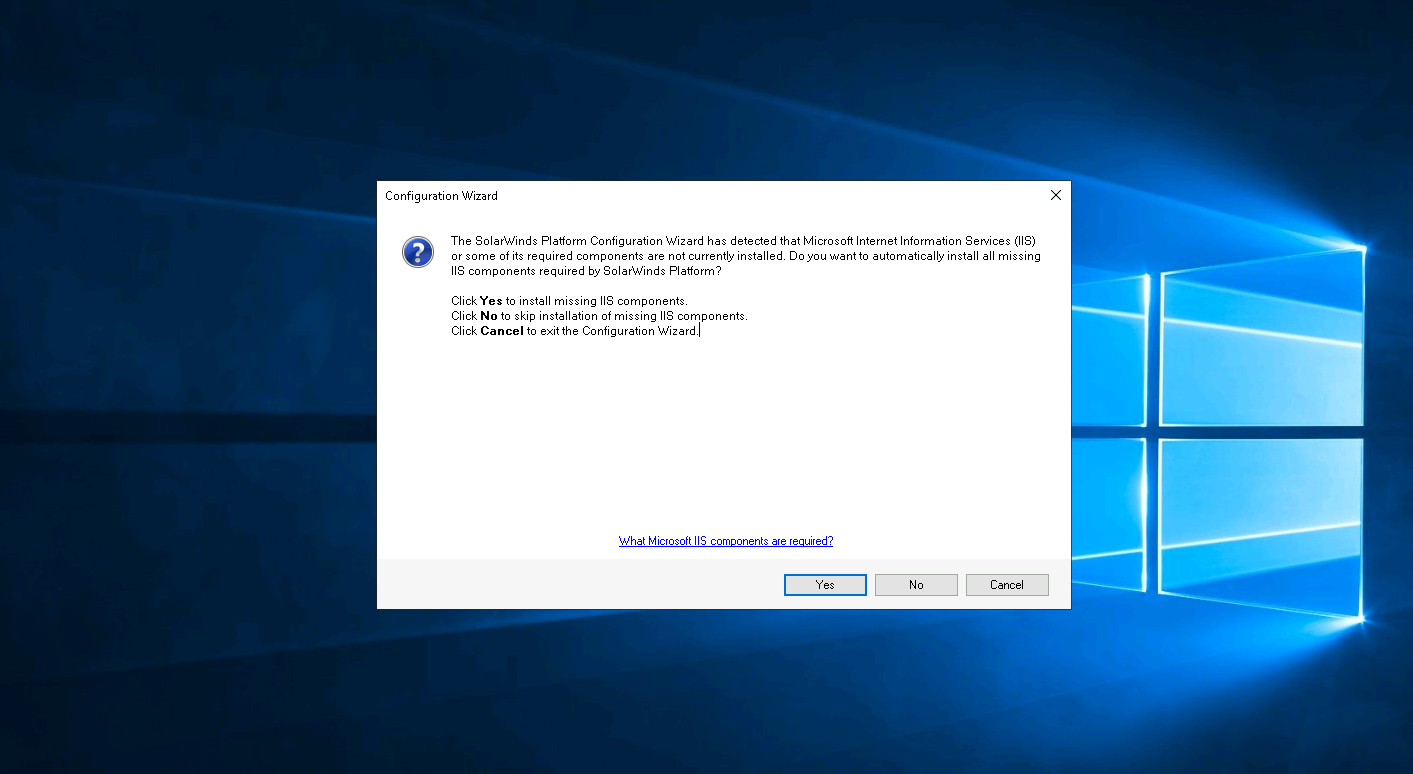 Configuration Wizard
The SolarWinds Platform Configuration Wizard has detected that Microsoft Internet Information Services (IIS)
or some of its required components are not currently installed. Do you want to automatically install all missing
IIS components required by SolarWinds Platform?
Click Yes to install missing IIS components.
Click No to skip installation of missing IIS components.
Click Cancel to exit the Configuration Wizard.
What Microsoft IIS components are required?
Yes
No
Cancel